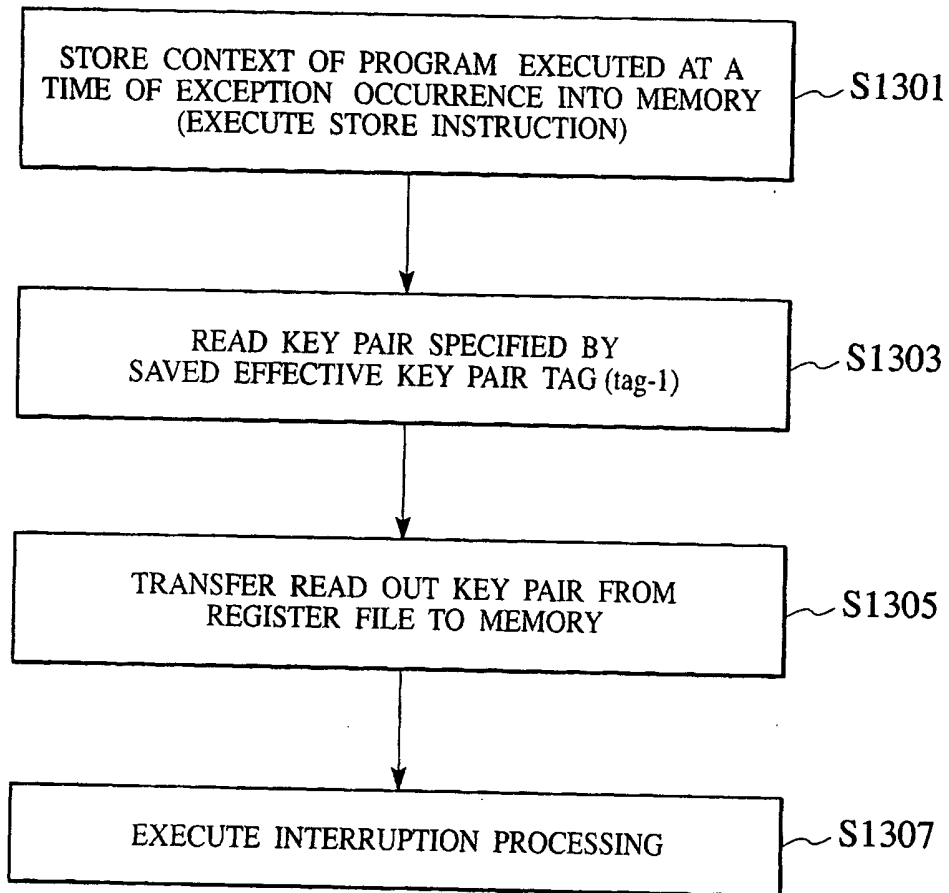 STORE CONTEXT OF PROGRAM EXECUTED AT A
TIME OF EXCEPTION OCCURRENCE INTO MEMORY
(EXECUTE STORE INSTRUCTION)
S1301
READ KEY PAIR SPECIFIED BY
SAVED EFFECTIVE KEY PAIR TAG (tag-1)
S1303
TRANSFER READ OUT KEY PAIR FROM
REGISTER FILE TO MEMORY
S1305
EXECUTE INTERRUPTION PROCESSING
S1307